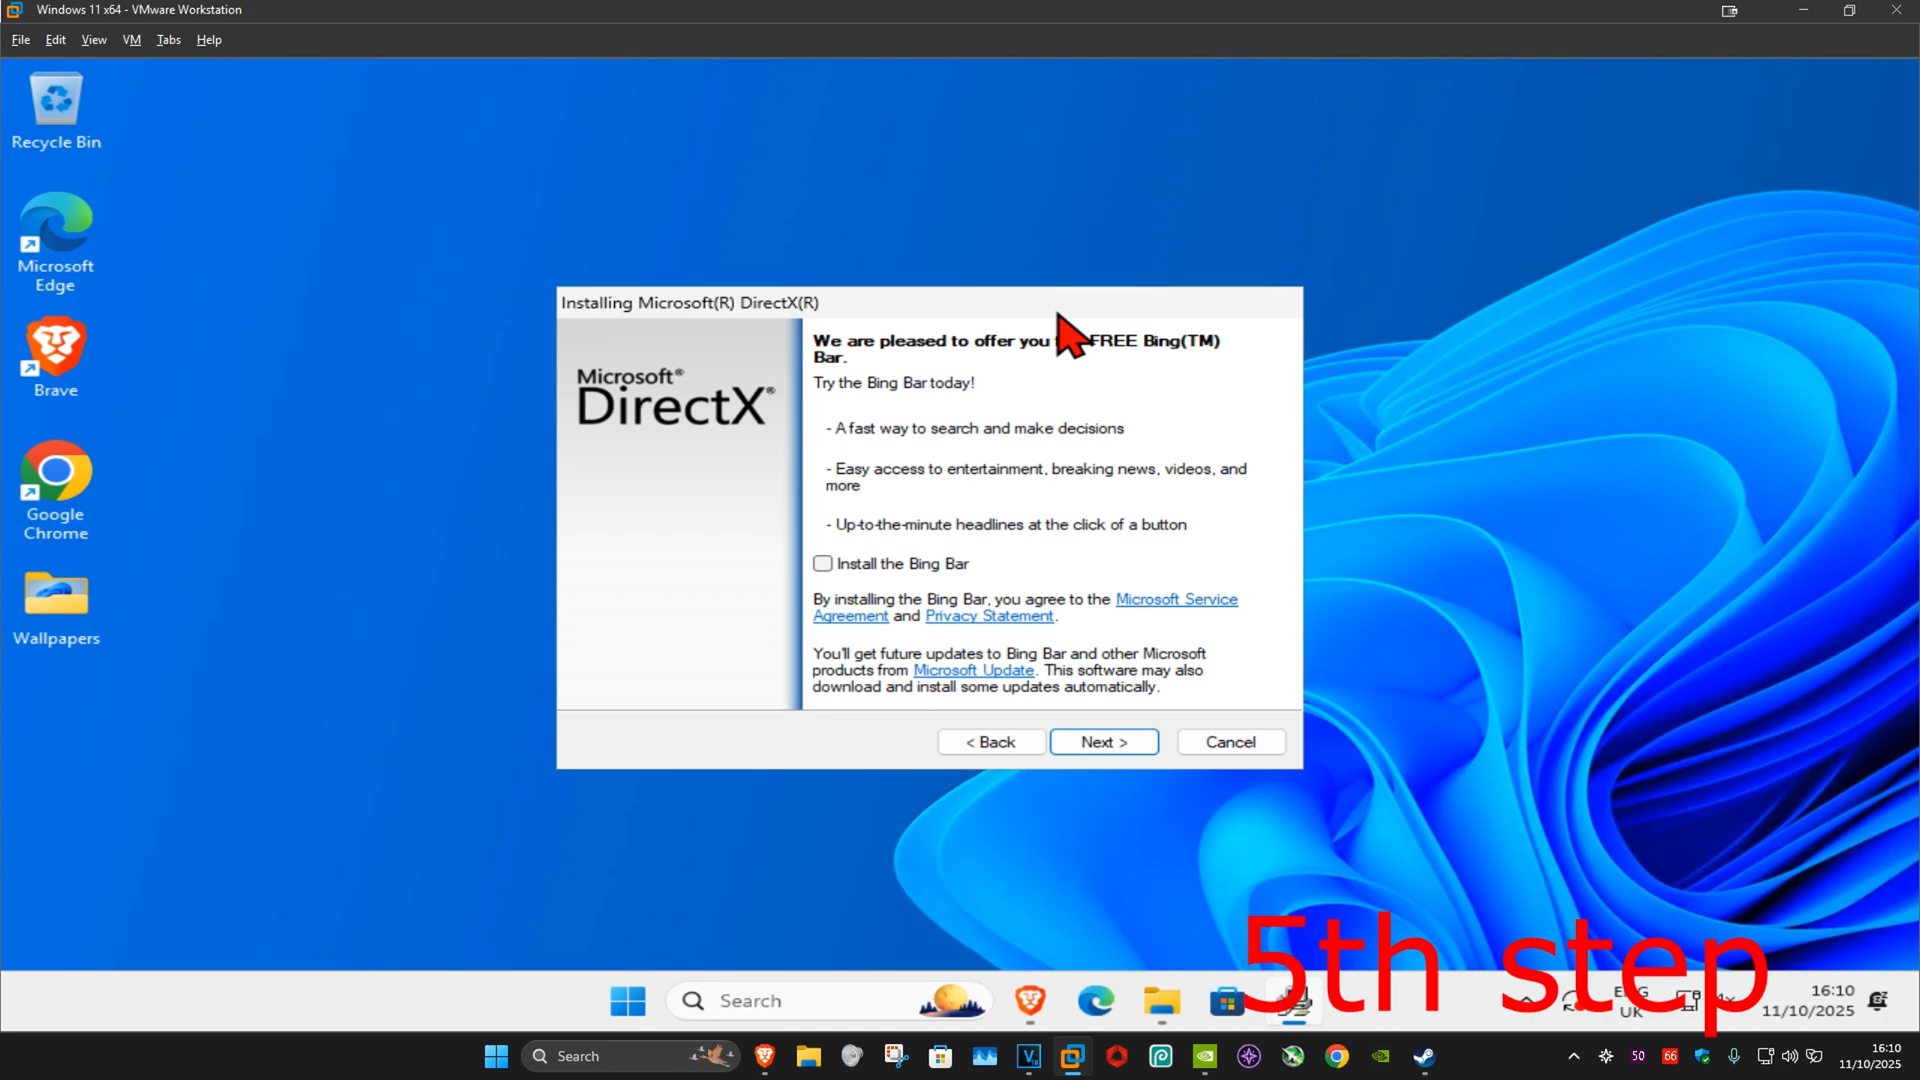 Windows 11 x64 - VMware Workstation
File Edit View VM Tabs Help
Recycle Bin
Microsoft
Edge
Brave
Google
Chrome
Wallpapers
Installing Microsoft(R) DirectX(R)
Microsoft®
DirectX®
We are pleased to offer you FREE Bing(TM)
Bar.
Try the Bing Bar today!
- A fast way to search and make decisions
- Easy access to entertainment, breaking news, videos, and
more
- Up-to-the-minute headlines at the click of a button
Install the Bing Bar
By installing the Bing Bar, you agree to the Microsoft Service
Agreement and Privacy Statement.
You'll get future updates to Bing Bar and other Microsoft
products from Microsoft Update. This software may also
download and install some updates automatically.
< Back Next > Cancel
5th step
Search
ENG
UK
16:10
11/10/2025
Search
50
66
16:10
11/10/2025